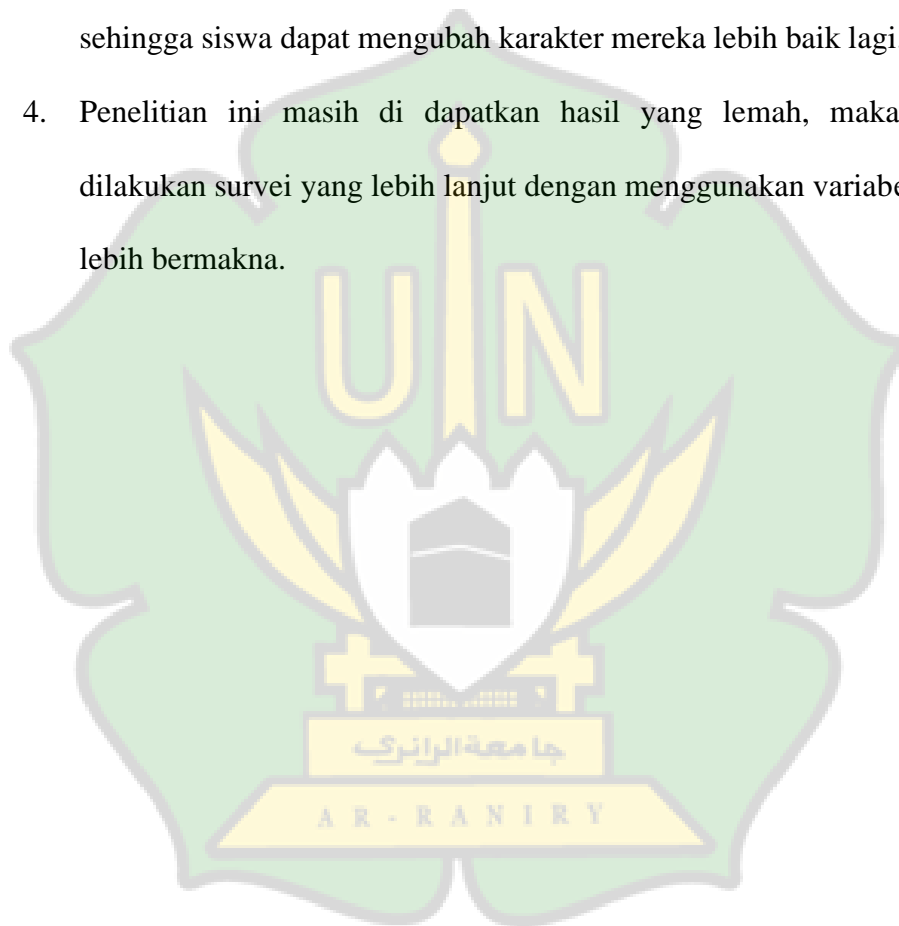 sehingga siswa dapat mengubah karakter mereka lebih baik lagi.
4. Penelitian ini masih di dapatkan hasil yang lemah, maka
dilakukan survei yang lebih lanjut dengan menggunakan
lebih bermakna.
UIN
جامعة الرانري
AR-RANIRY